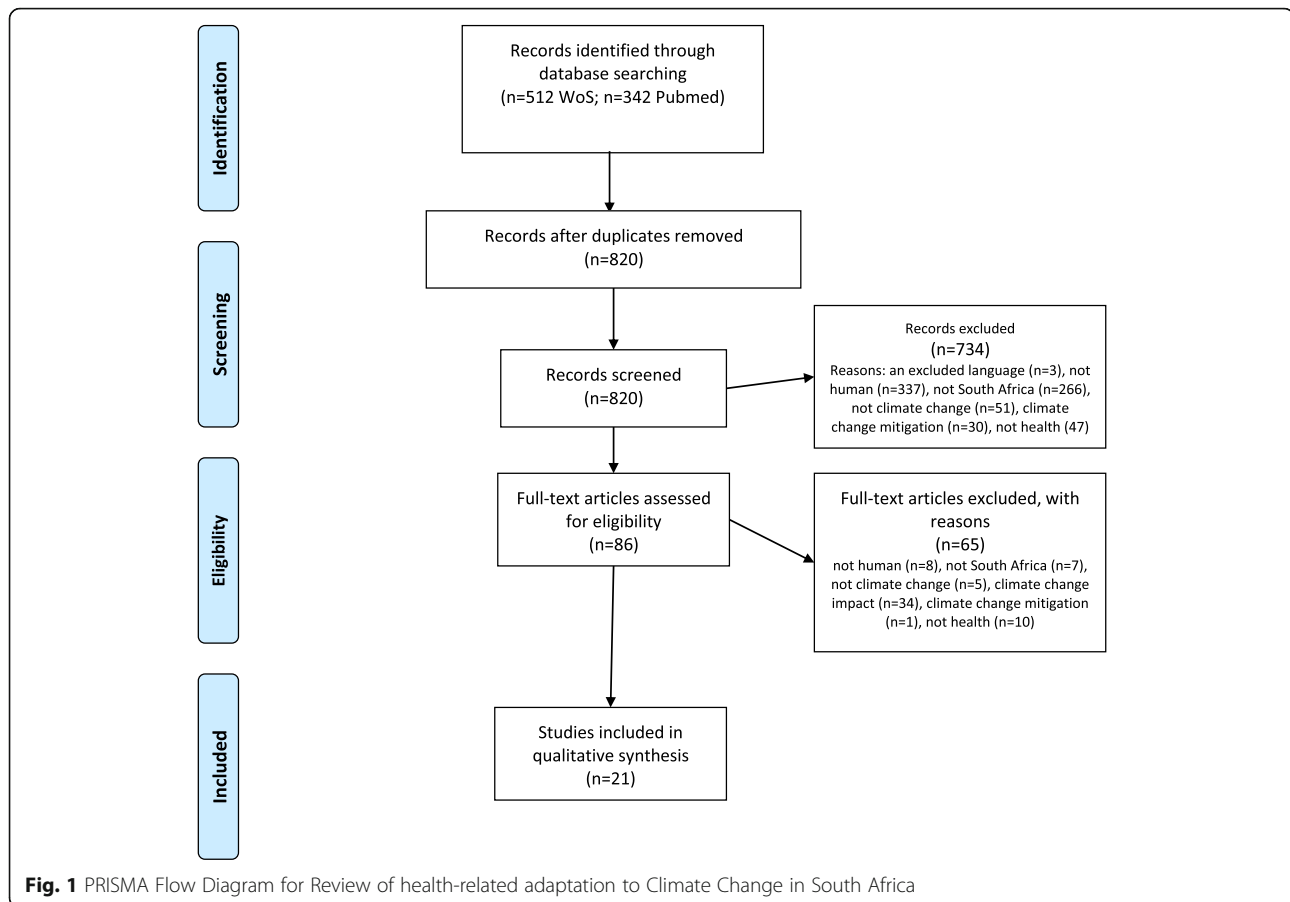 Identification
Records identified through
database searching
(n=512 WoS; n=342 Pubmed)
Screening
Records after duplicates removed
(n=820)
Records screened
(n=820)
Records excluded
(n=734)
Reasons: an excluded language (n=3), not
human (n=337), not South Africa (n=266),
not climate change (n=51), climate
change mitigation (n=30), not health (47)
Eligibility
Full-text articles assessed
for eligibility
(n=86)
Full-text articles excluded, with
reasons
(n=65)
not human (n=8), not South Africa (n=7),
not climate change (n=5), climate change
impact (n=34), climate change mitigation
(n=1), not health (n=10)
Included
Studies included in
qualitative synthesis
(n=21)
Fig. 1 PRISMA Flow Diagram for Review of health-related adaptation to Climate Change in South Africa